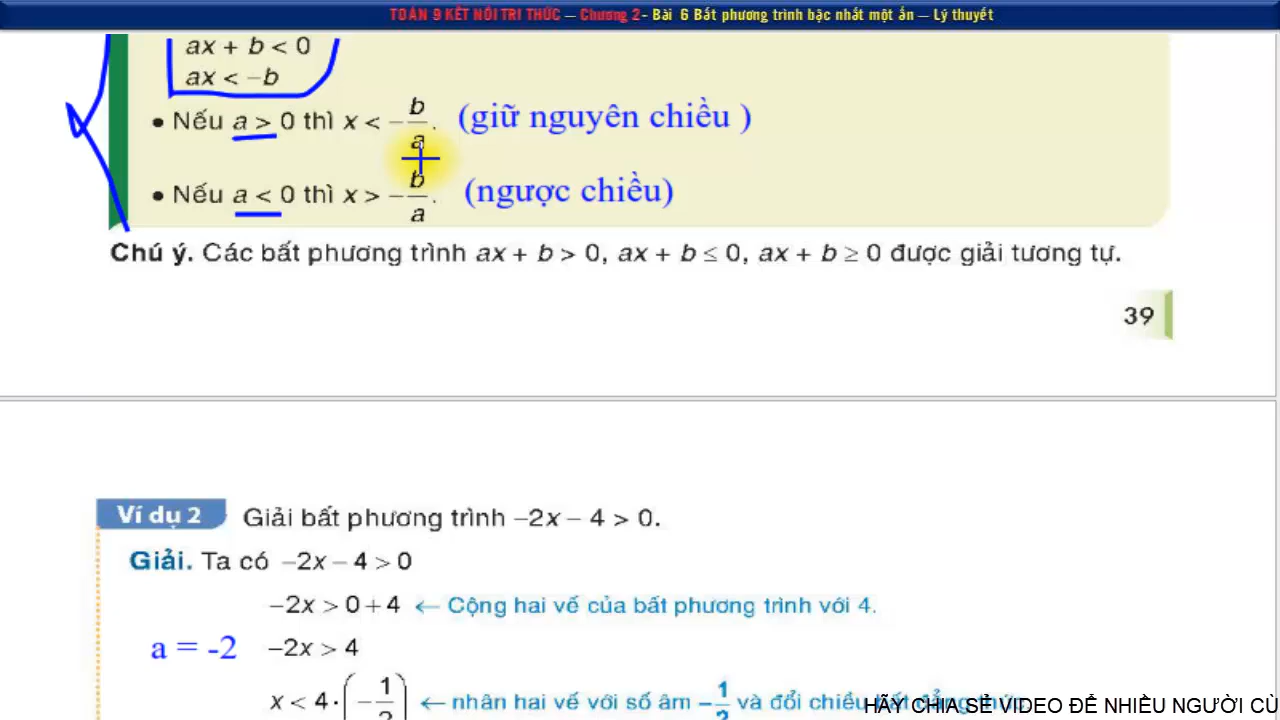 TOÁN 9 KẾT NỐI TRI THỨC – Chương 2- Bài 6 Bất phương trình bậc nhất một ẩn – Lý thuyết
ax + b < 0
ax < −b
• Nếu a > 0 thì x < −b/a. (giữ nguyên chiều )
• Nếu a < 0 thì x > −b/a. (ngược chiều)
Chú ý. Các bất phương trình ax + b > 0, ax + b ≤ 0, ax + b ≥ 0 được giải tương tự.
39
Ví dụ 2 Giải bất phương trình −2x − 4 > 0.
Giải. Ta có −2x − 4 > 0
−2x > 0 + 4 ← Cộng hai vế của bất phương trình với 4.
a = -2 −2x > 4
x < 4 · (−1/2) ← nhân hai vế với số âm −1/2 và đổi chiều bất đẳng thức
HÃY CHIA SẺ VIDEO ĐỂ NHIỀU NGƯỜI CÙ